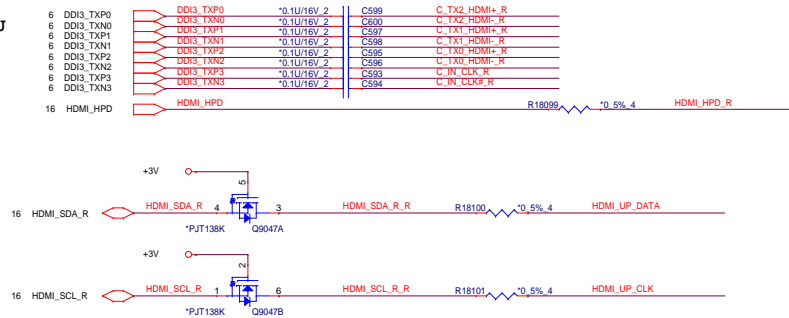 U
6 DDI3_TXP0 DDI3_TXP0 *0.1U/16V_2 C599 C_TX2_HDMI+_R
6 DDI3_TXN0 DDI3_TXN0 *0.1U/16V_2 C600 C_TX2_HDMI-_R
6 DDI3_TXP1 DDI3_TXP1 *0.1U/16V_2 C597 C_TX1_HDMI+_R
6 DDI3_TXN1 DDI3_TXN1 *0.1U/16V_2 C598 C_TX1_HDMI-_R
6 DDI3_TXP2 DDI3_TXP2 *0.1U/16V_2 C595 C_TX0_HDMI+_R
6 DDI3_TXN2 DDI3_TXN2 *0.1U/16V_2 C596 C_TX0_HDMI-_R
6 DDI3_TXP3 DDI3_TXP3 *0.1U/16V_2 C593 C_IN_CLK_R
6 DDI3_TXN3 DDI3_TXN3 *0.1U/16V_2 C594 C_IN_CLK#_R
16 HDMI_HPD HDMI_HPD R18099 *0_5%_4 HDMI_HPD_R
+3V
5
16 HDMI_SDA_R HDMI_SDA_R 4 3 HDMI_SDA_R_R R18100 *0_5%_4 HDMI_UP_DATA
*PJT138K Q9047A
+3V
2
16 HDMI_SCL_R HDMI_SCL_R 1 6 HDMI_SCL_R_R R18101 *0_5%_4 HDMI_UP_CLK
*PJT138K Q9047B